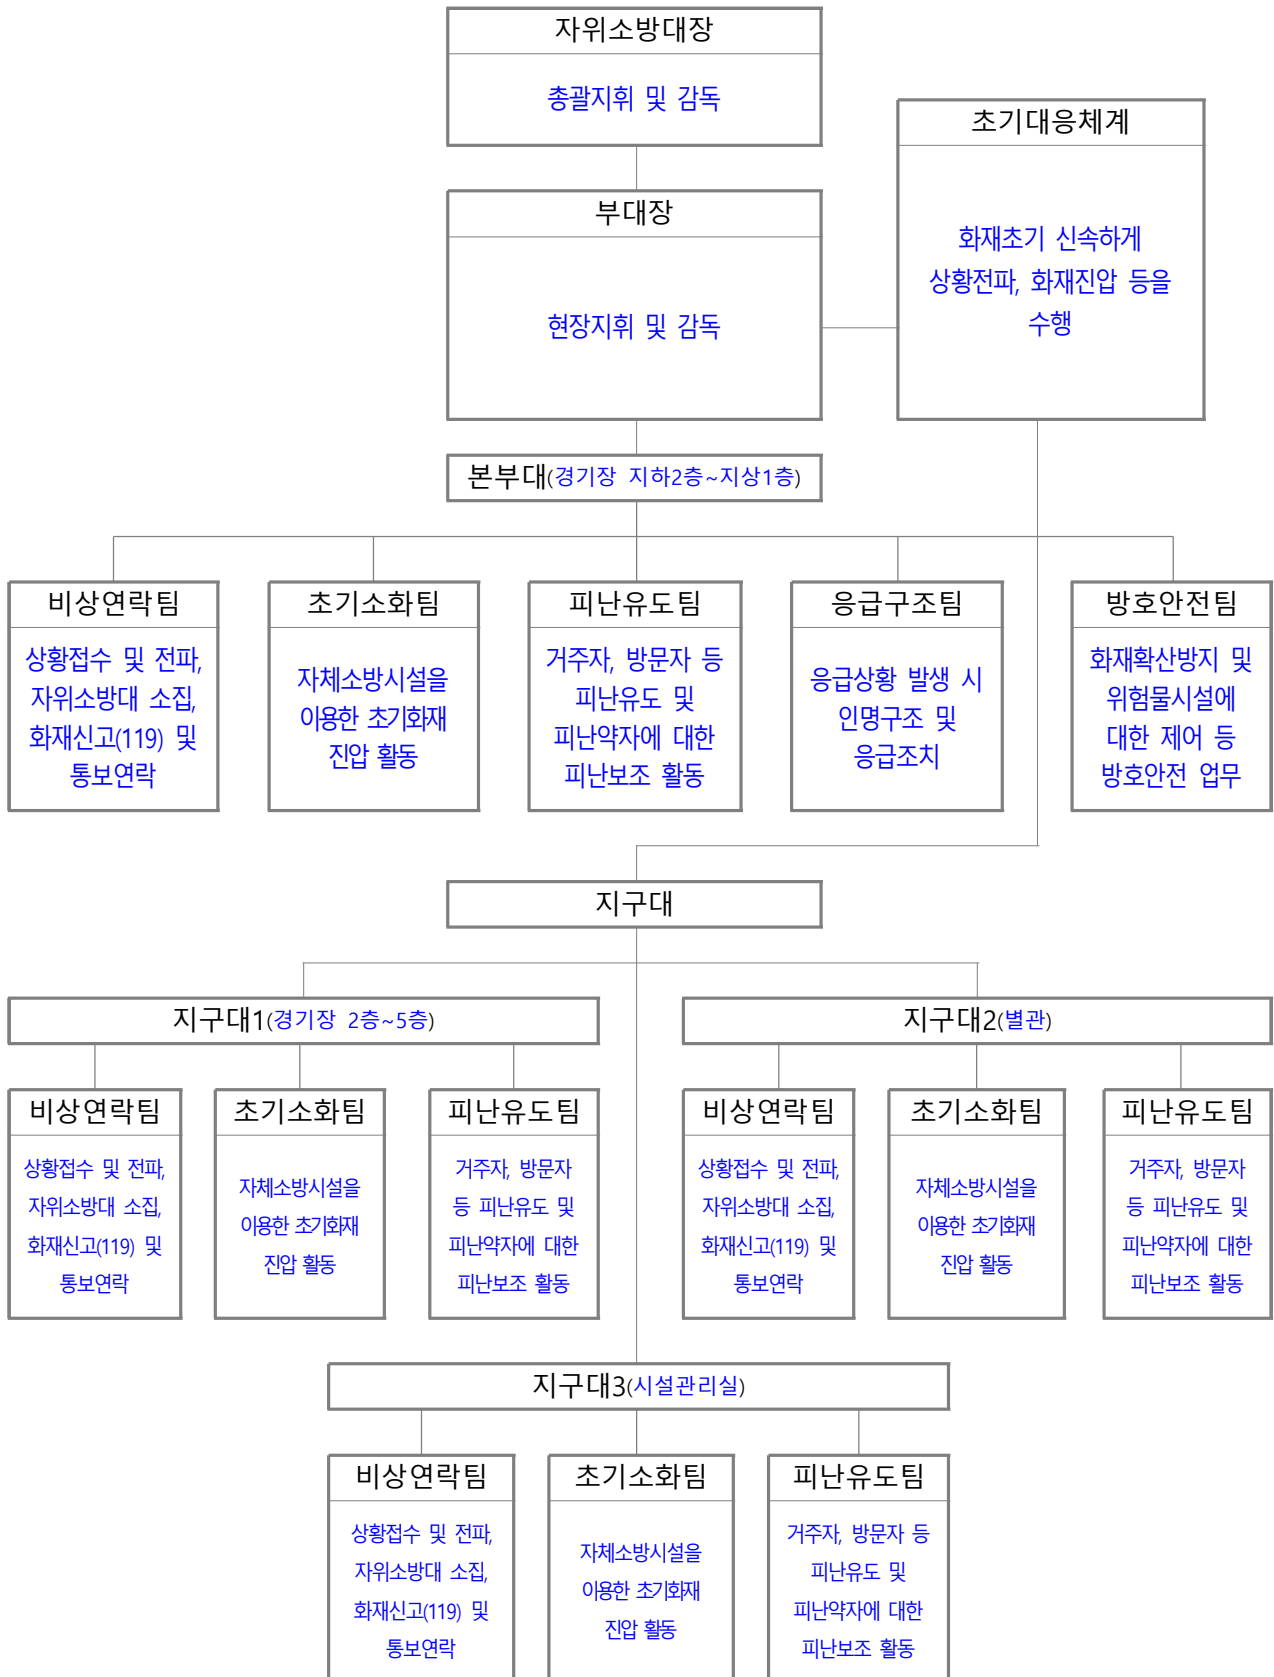 자위소방대장
총괄지휘 및 감독
초기대응체계
화재초기 신속하게
상황전파, 화재진압 등을
수행
부대장
현장지휘 및 감독
본부대(경기장 지하2층~지상1층)
비상연락팀
상황접수 및 전파,
자위소방대 소집,
화재신고(119) 및
통보연락
초기소화팀
자체소방시설을
이용한 초기화재
진압 활동
피난유도팀
거주자, 방문자 등
피난유도 및
피난약자에 대한
피난보조 활동
응급구조팀
응급상황 발생 시
인명구조 및
응급조치
방호안전팀
화재확산방지 및
위험물시설에
대한 제어 등
방호안전 업무
지구대
지구대1(경기장 2층~5층)
비상연락팀
상황접수 및 전파,
자위소방대 소집,
화재신고(119) 및
통보연락
초기소화팀
자체소방시설을
이용한 초기화재
진압 활동
피난유도팀
거주자, 방문자
등 피난유도 및
피난약자에 대한
피난보조 활동
지구대2(별관)
비상연락팀
상황접수 및 전파,
자위소방대 소집,
화재신고(119) 및
통보연락
초기소화팀
자체소방시설을
이용한 초기화재
진압 활동
피난유도팀
거주자, 방문자
등 피난유도 및
피난약자에 대한
피난보조 활동
지구대3(시설관리실)
비상연락팀
상황접수 및 전파,
자위소방대 소집,
화재신고(119) 및
통보연락
초기소화팀
자체소방시설을
이용한 초기화재
진압 활동
피난유도팀
거주자, 방문자 등
피난유도 및
피난약자에 대한
피난보조 활동